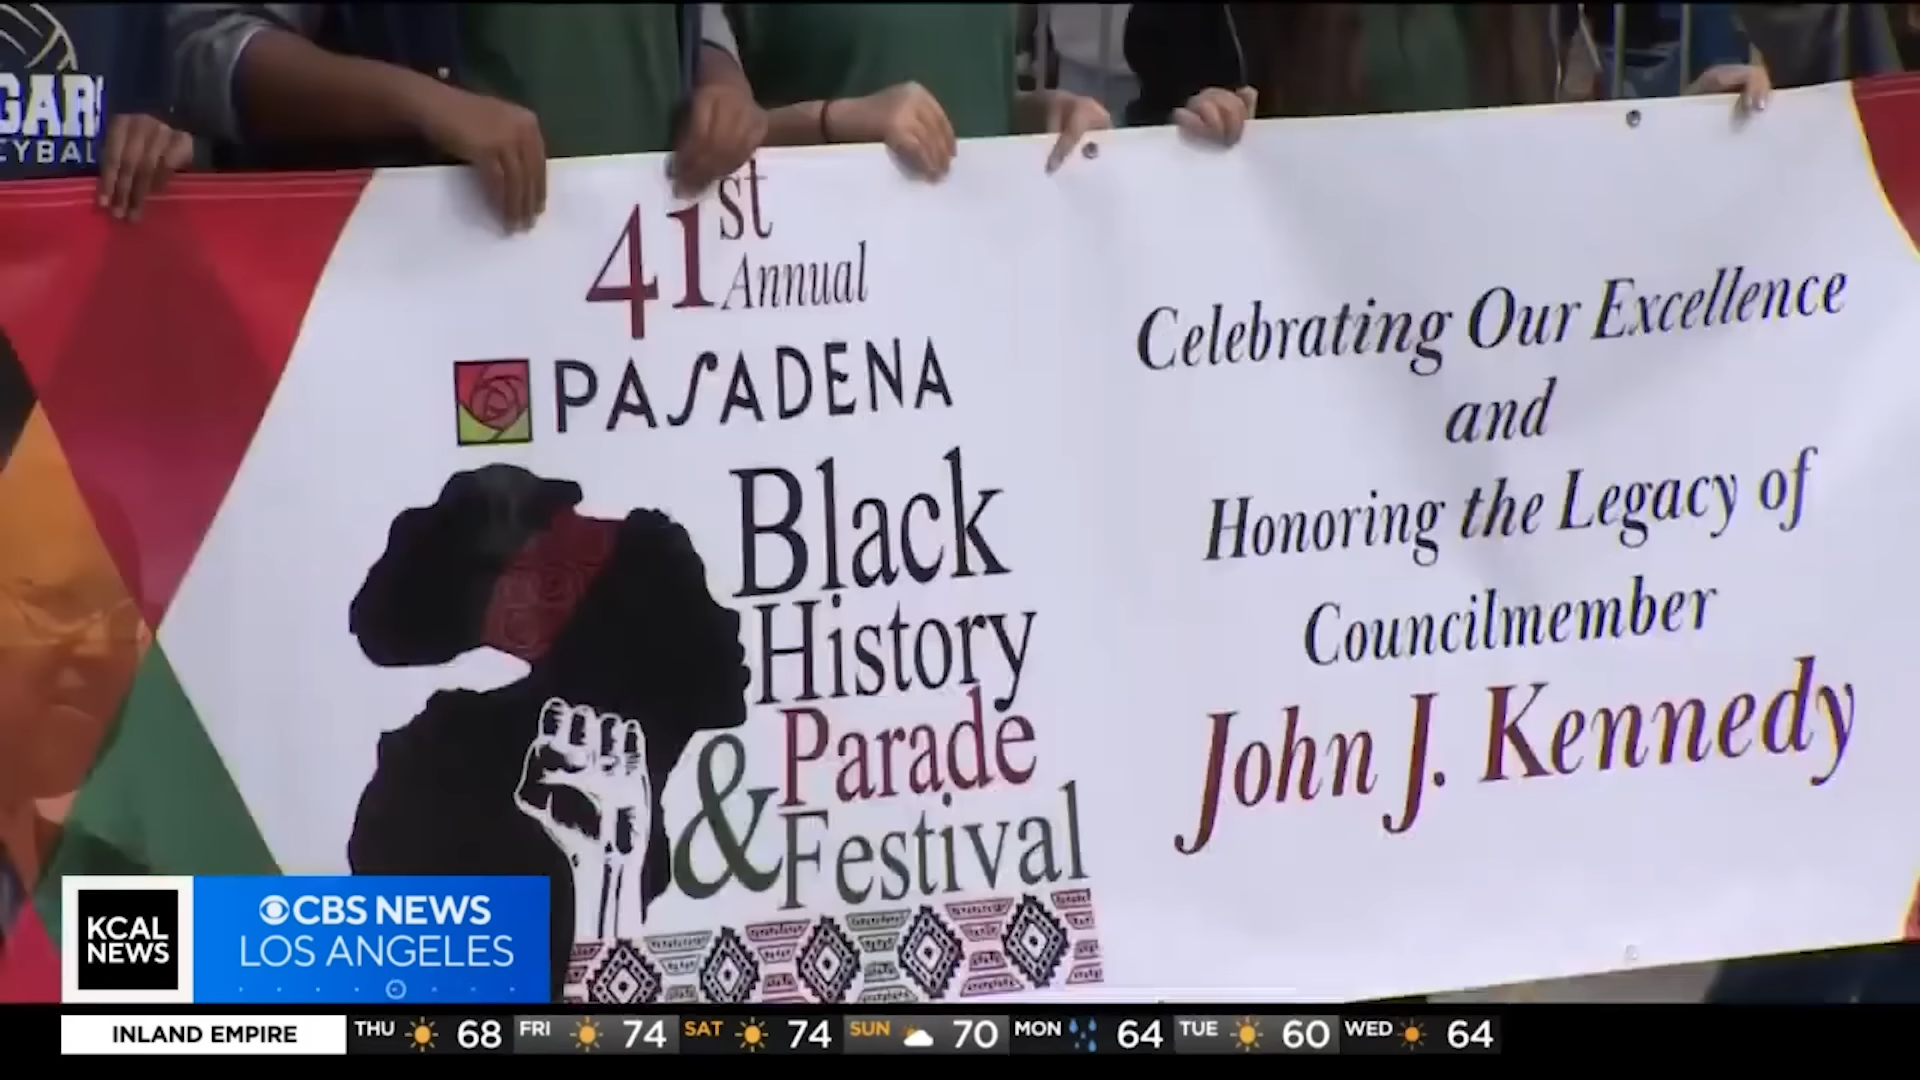 41st
Annual
PASADENA
Black
History
Parade
& Festival
Celebrating Our Excellence
and
Honoring the Legacy of
Councilmember
John J. Kennedy
KCAL
NEWS
CBS NEWS
LOS ANGELES
INLAND EMPIRE THU 68 FRI 74 SAT 74 SUN 70 MON 64 TUE 60 WED 64